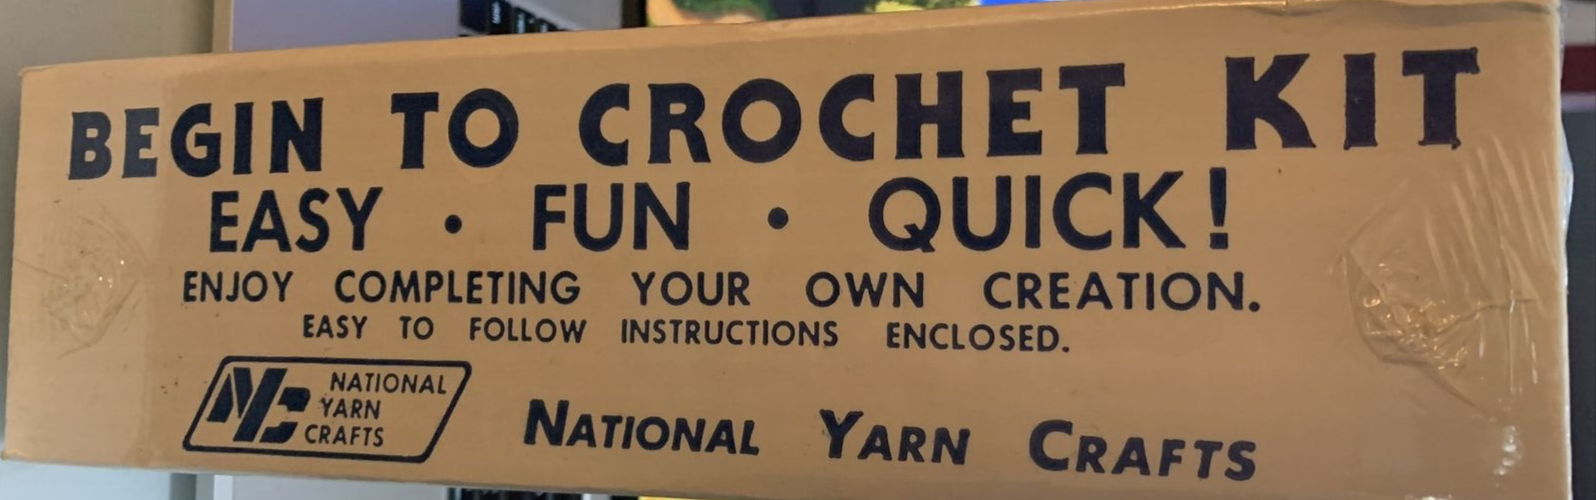 BEGIN TO CROCHET KIT
EASY • FUN • QUICK!
ENJOY COMPLETING YOUR OWN CREATION.
EASY TO FOLLOW INSTRUCTIONS ENCLOSED.
NYC NATIONAL
YARN
CRAFTS
NATIONAL YARN CRAFTS